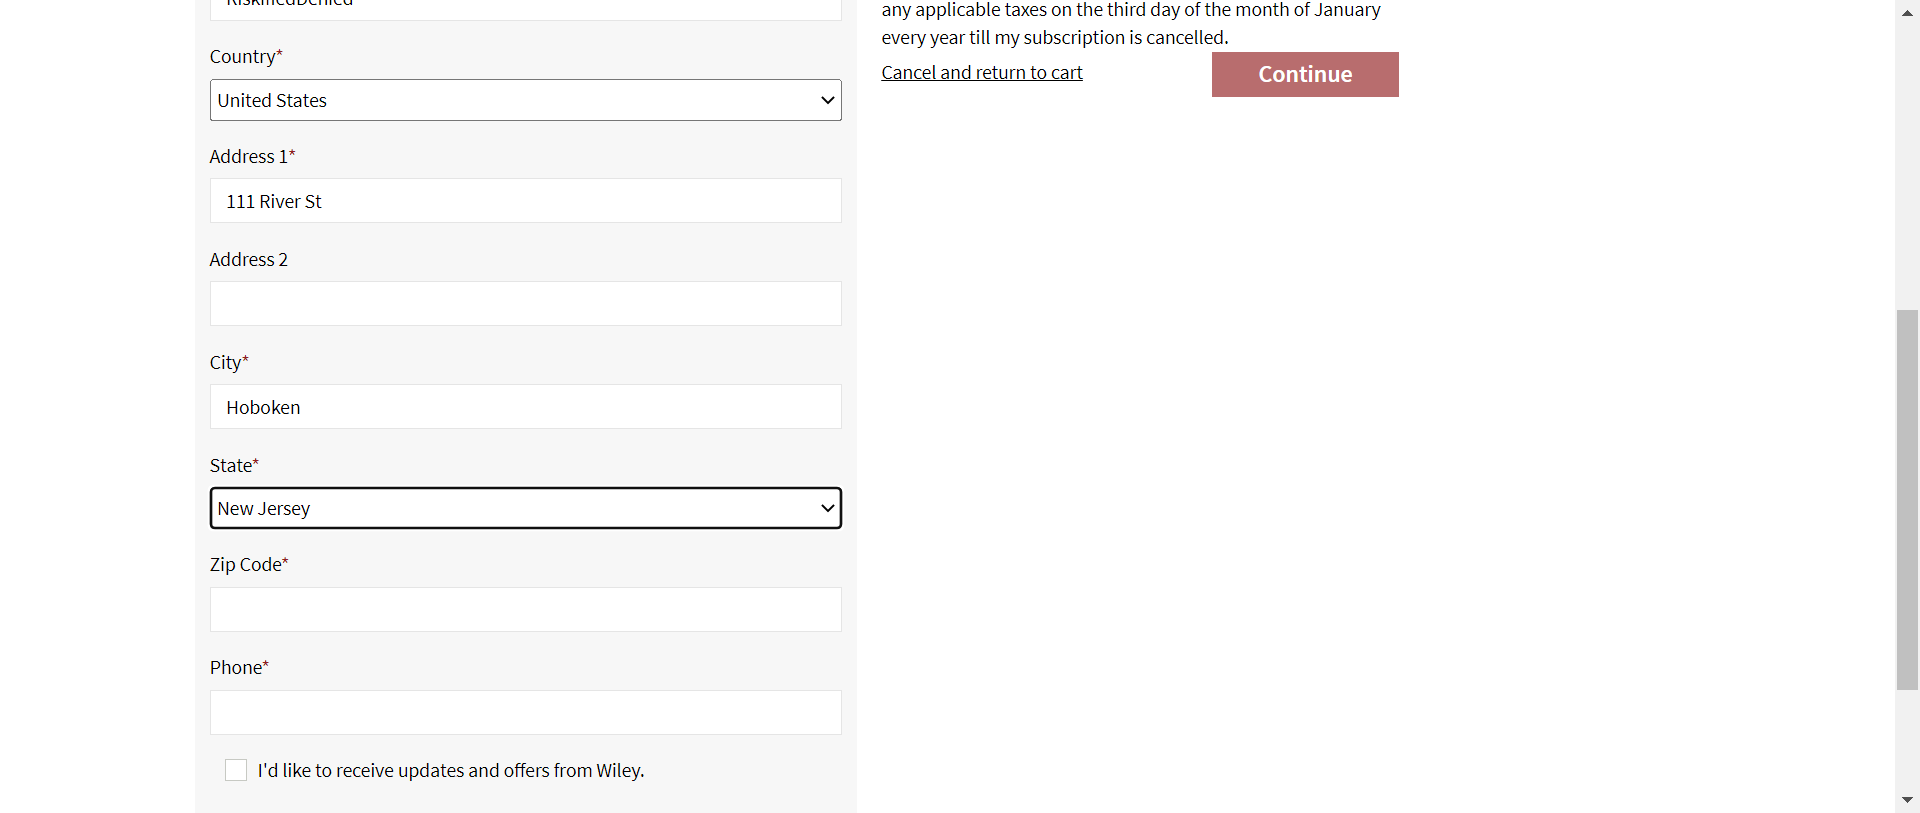 RiskifiedDenied
Country*
United States
Address 1*
111 River St
Address 2
City*
Hoboken
State*
New Jersey
Zip Code*
Phone*
I'd like to receive updates and offers from Wiley.
any applicable taxes on the third day of the month of January
every year till my subscription is cancelled.
Cancel and return to cart
Continue